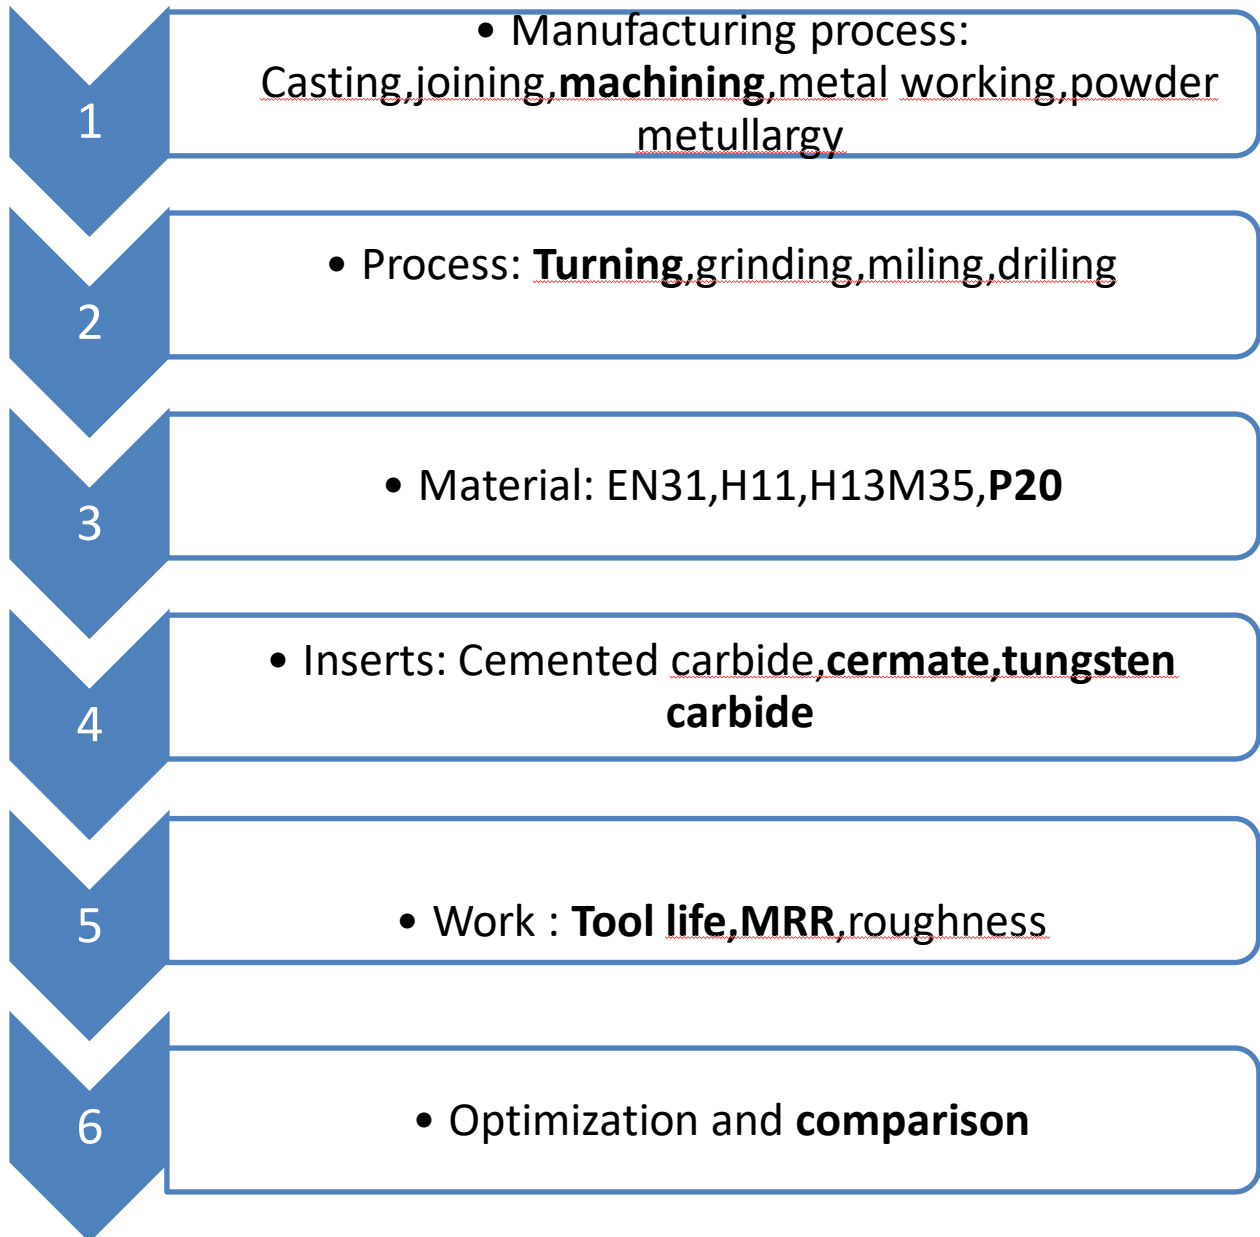 1
• Manufacturing process:
Casting,joining,machining,metal working,powder
metullargy
2
• Process: Turning,grinding,miling,driling
3
• Material: EN31,H11,H13M35,P20
4
• Inserts: Cemented carbide,cermate,tungsten
carbide
5
• Work : Tool life,MRR,roughness
6
• Optimization and comparison